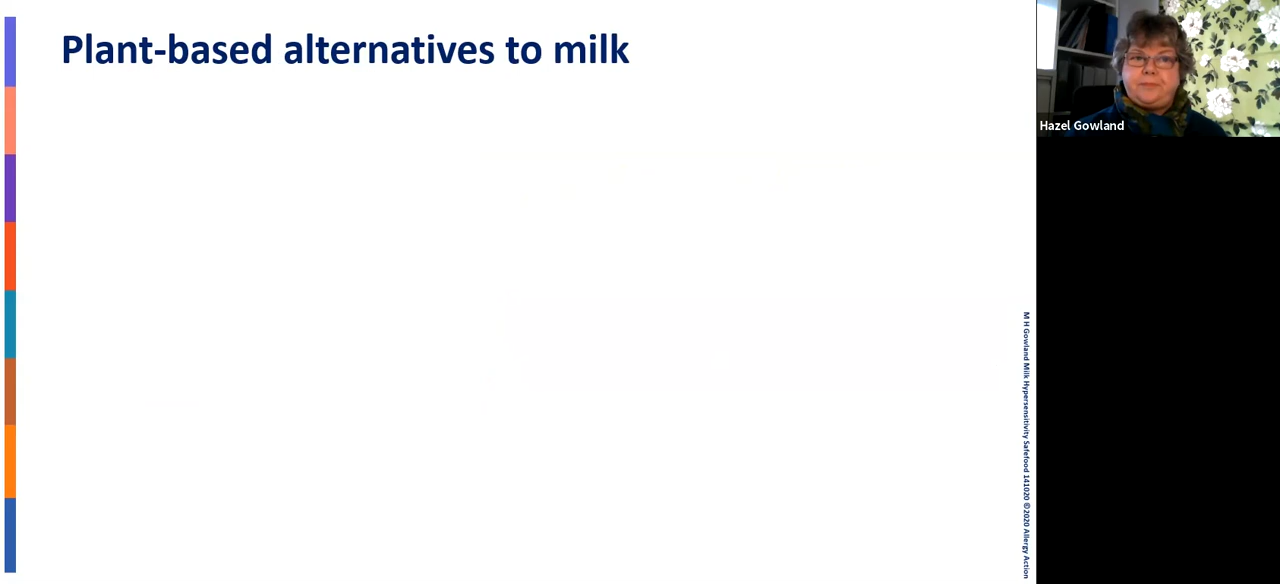 Plant-based alternatives to milk
Hazel Gowland
M H Gowland Milk Hypersensitivity Safefood 141020 ©2020 Allergy Action